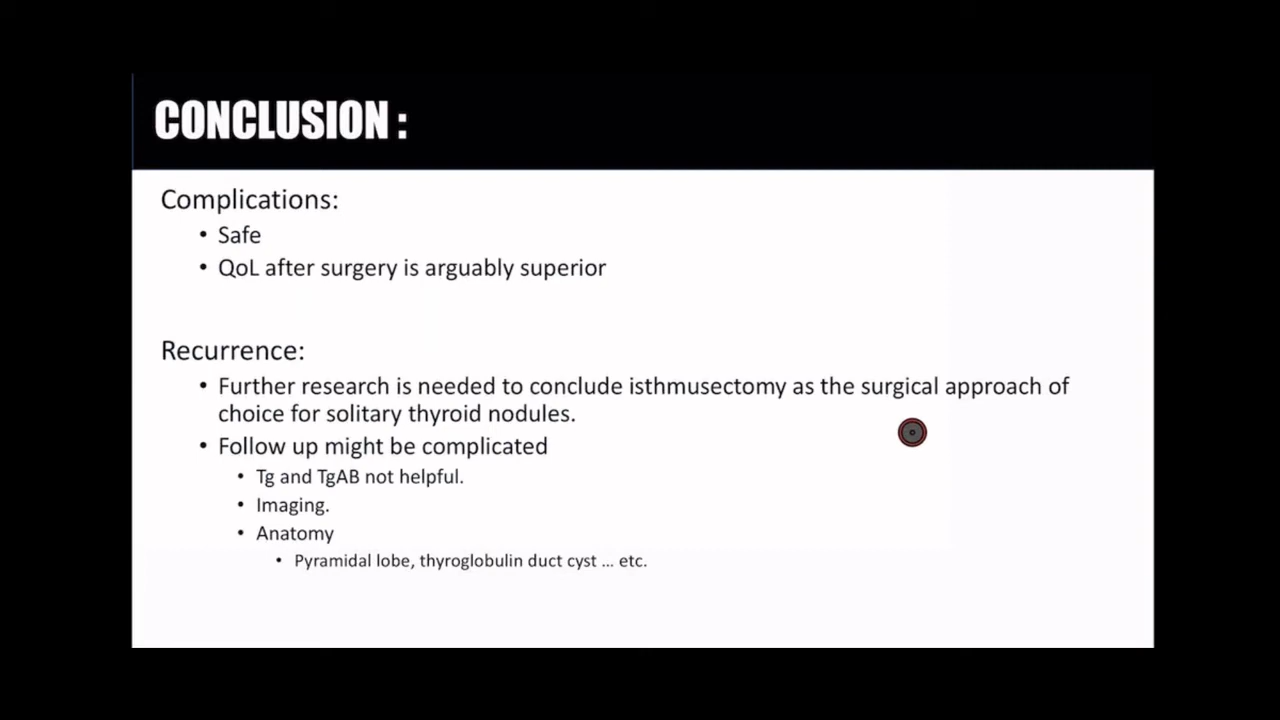 CONCLUSION :
Complications:
• Safe
• QoL after surgery is arguably superior
Recurrence:
• Further research is needed to conclude isthmusectomy as the surgical approach of
choice for solitary thyroid nodules.
• Follow up might be complicated
• Tg and TgAB not helpful.
• Imaging.
• Anatomy
• Pyramidal lobe, thyroglobulin duct cyst ... etc.